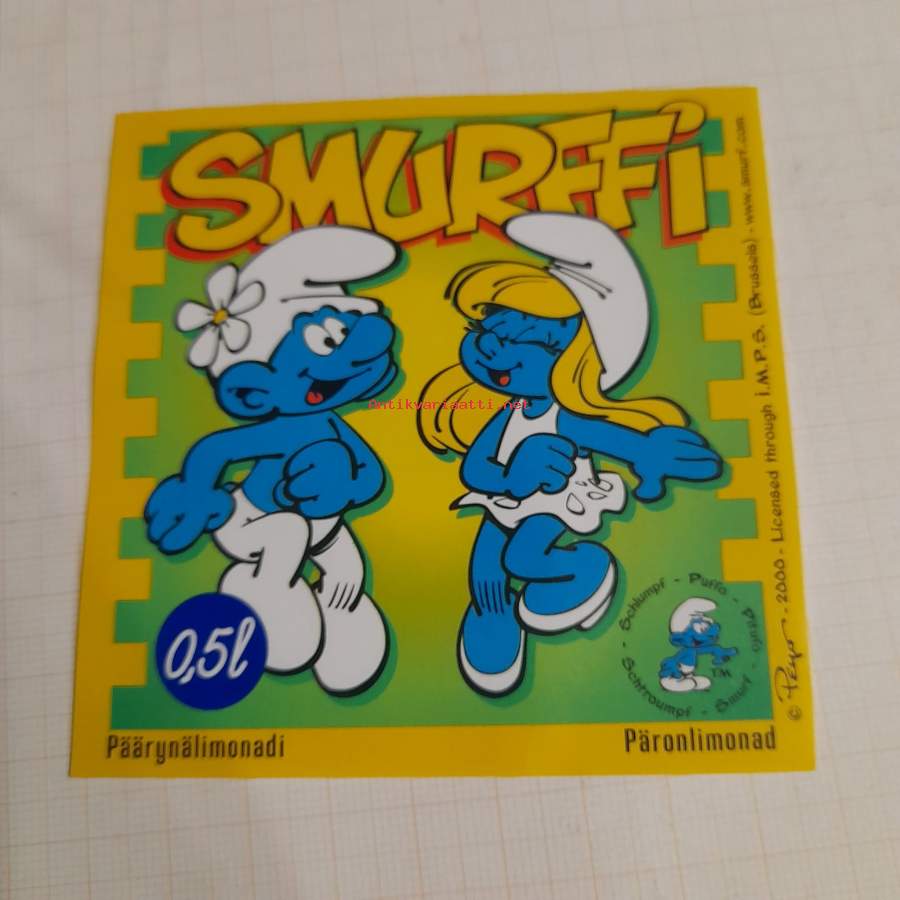 SMURFFi
Antikvariaatti.net
0,5l
Schtroumpf - Schlumpf - Puffo - Pitufo - Smurf -
TM
© Peyo - 2000 - Licensed through i.M.P.S. (Brussels) - www.smurf.com
Päärynälimonadi
Päronlimonad